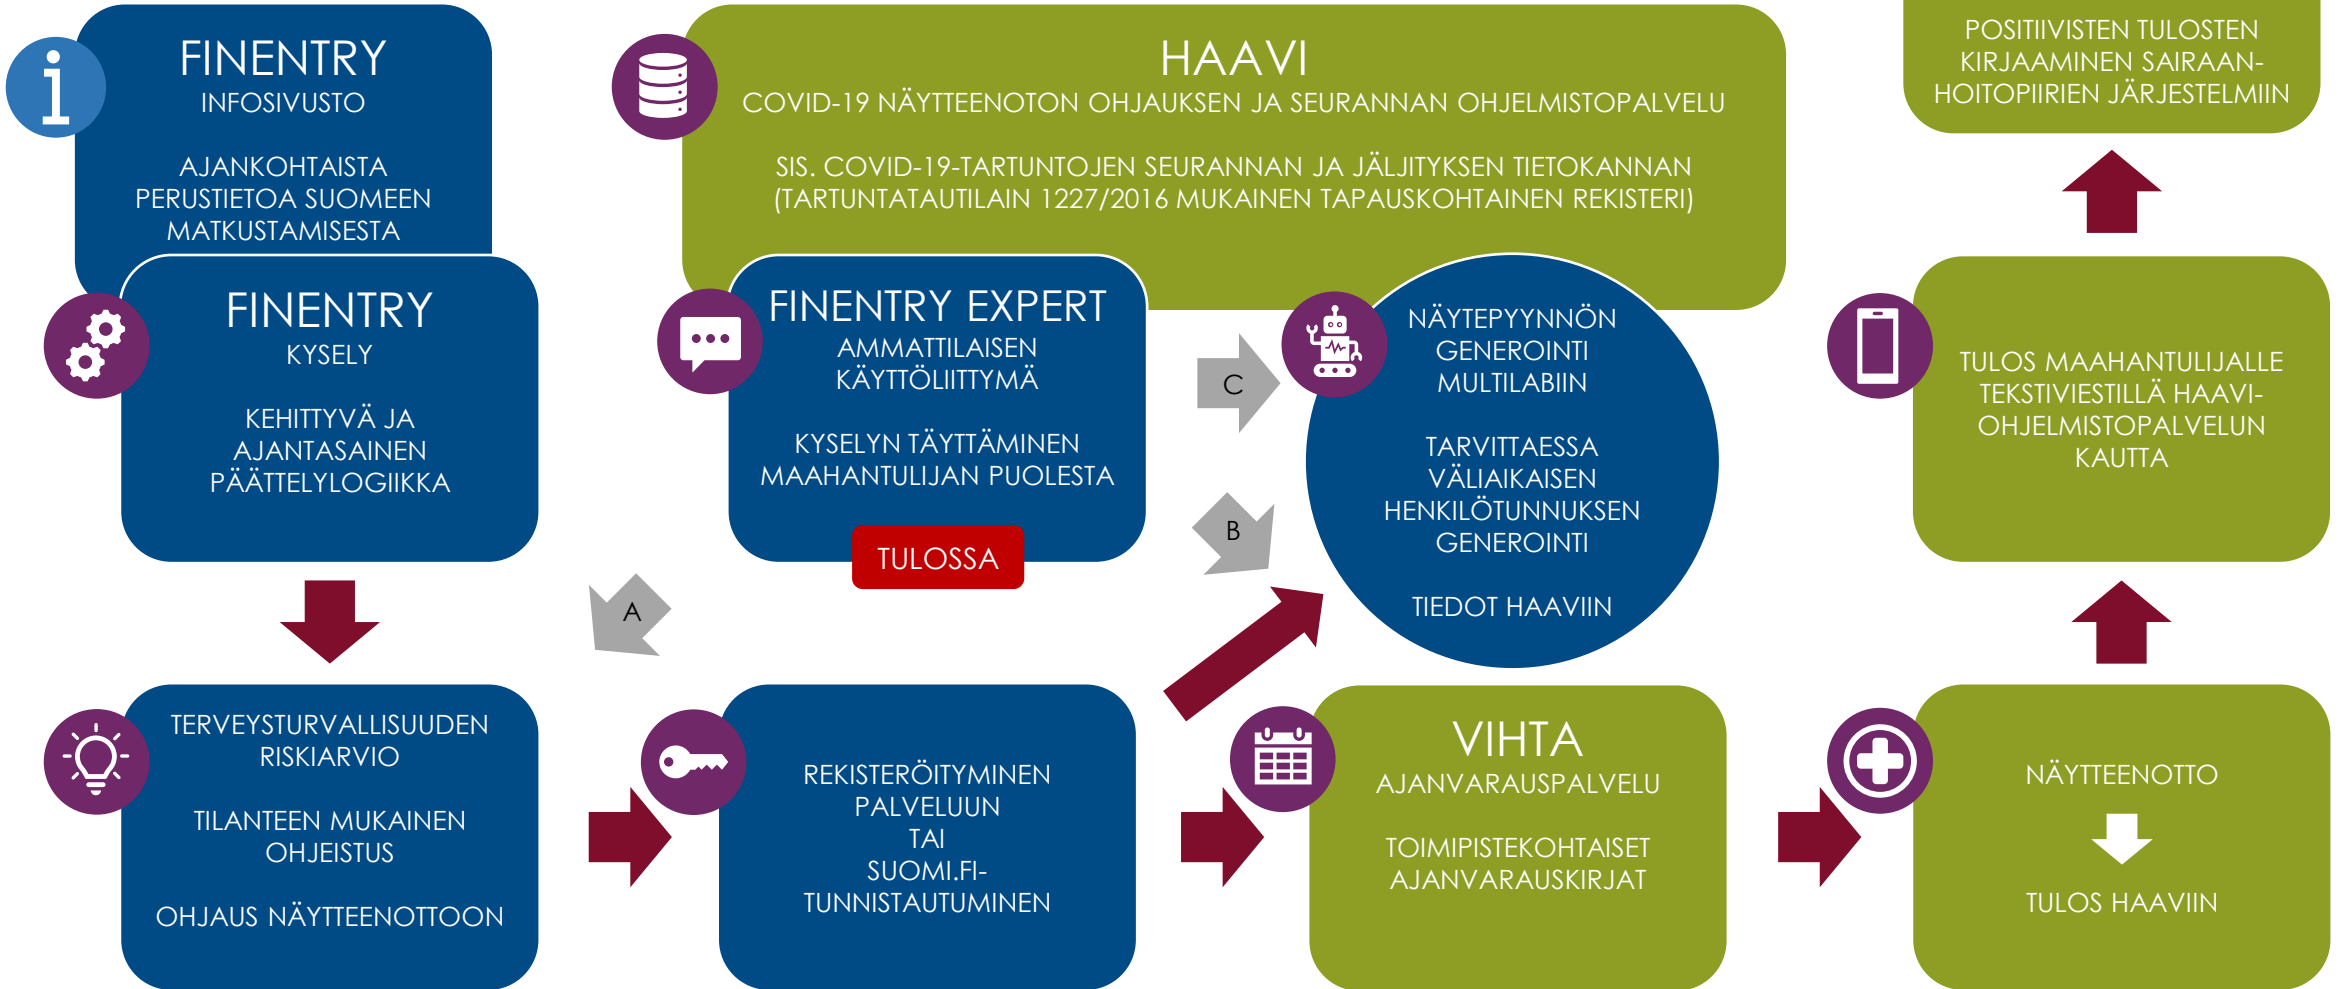 FINENTRY
INFOSIVUSTO
AJANKOHTAISTA
PERUSTIETOA SUOMEEN
MATKUSTAMISESTA
FINENTRY
KYSELY
KEHITTYVÄ JA
AJANTASAINEN
PÄÄTTELYLOGIIKKA
HAAVI
COVID-19 NÄYTTEENOTON OHJAUKSEN JA SEURANNAN OHJELMISTOPALVELU
SIS. COVID-19-TARTUNTOJEN SEURANNAN JA JÄLJITYKSEN TIETOKANNAN
(TARTUNTATAUTILAIN 1227/2016 MUKAINEN TAPAUSKOHTAINEN REKISTERI)
FINENTRY EXPERT
AMMATTILAISEN
KÄYTTÖLIITTYMÄ
KYSELYN TÄYTTÄMINEN
MAAHANTULIJAN PUOLESTA
TULOSSA
A
B
C
NÄYTEPYYNNÖN
GENEROINTI
MULTILABIIN
TARVITTAESSA
VÄLIAIKAISEN
HENKILÖTUNNUKSEN
GENEROINTI
TIEDOT HAAVIIN
POSITIIVISTEN TULOSTEN
KIRJAAMINEN SAIRAAN-
HOITOPIIRIEN JÄRJESTELMIIN
TULOS MAAHANTULIJALLE
TEKSTIVIESTILLÄ HAAVI-
OHJELMISTOPALVELUN
KAUTTA
TERVEYSTURVALLISUUDEN
RISKIARVIO
TILANTEEN MUKAINEN
OHJEISTUS
OHJAUS NÄYTTEENOTTOON
REKISTERÖITYMINEN
PALVELUUN
TAI
SUOMI.FI-
TUNNISTAUTUMINEN
VIHTA
AJANVARAUSPALVELU
TOIMIPISTEKOHTAISET
AJANVARAUSKIRJAT
NÄYTTEENOTTO
TULOS HAAVIIN